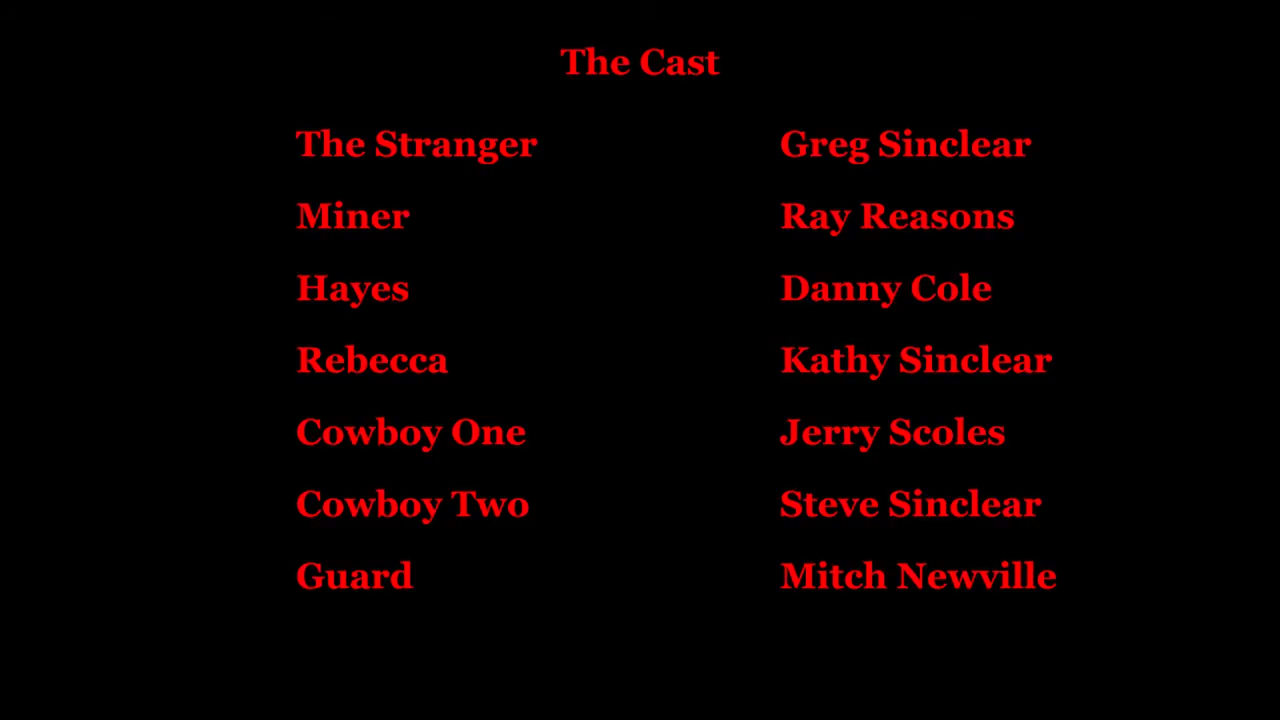 The Cast
The Stranger Greg Sinclear
Miner Ray Reasons
Hayes Danny Cole
Rebecca Kathy Sinclear
Cowboy One Jerry Scoles
Cowboy Two Steve Sinclear
Guard Mitch Newville